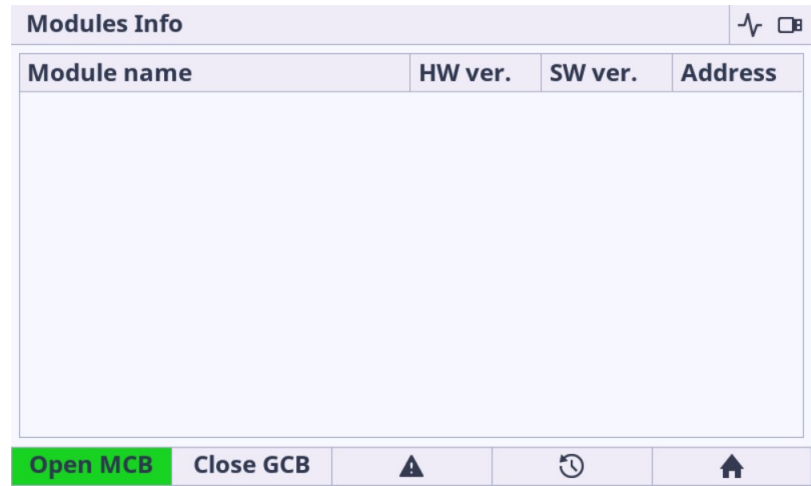 Modules Info
Module name HW ver. SW ver. Address
Open MCB Close GCB